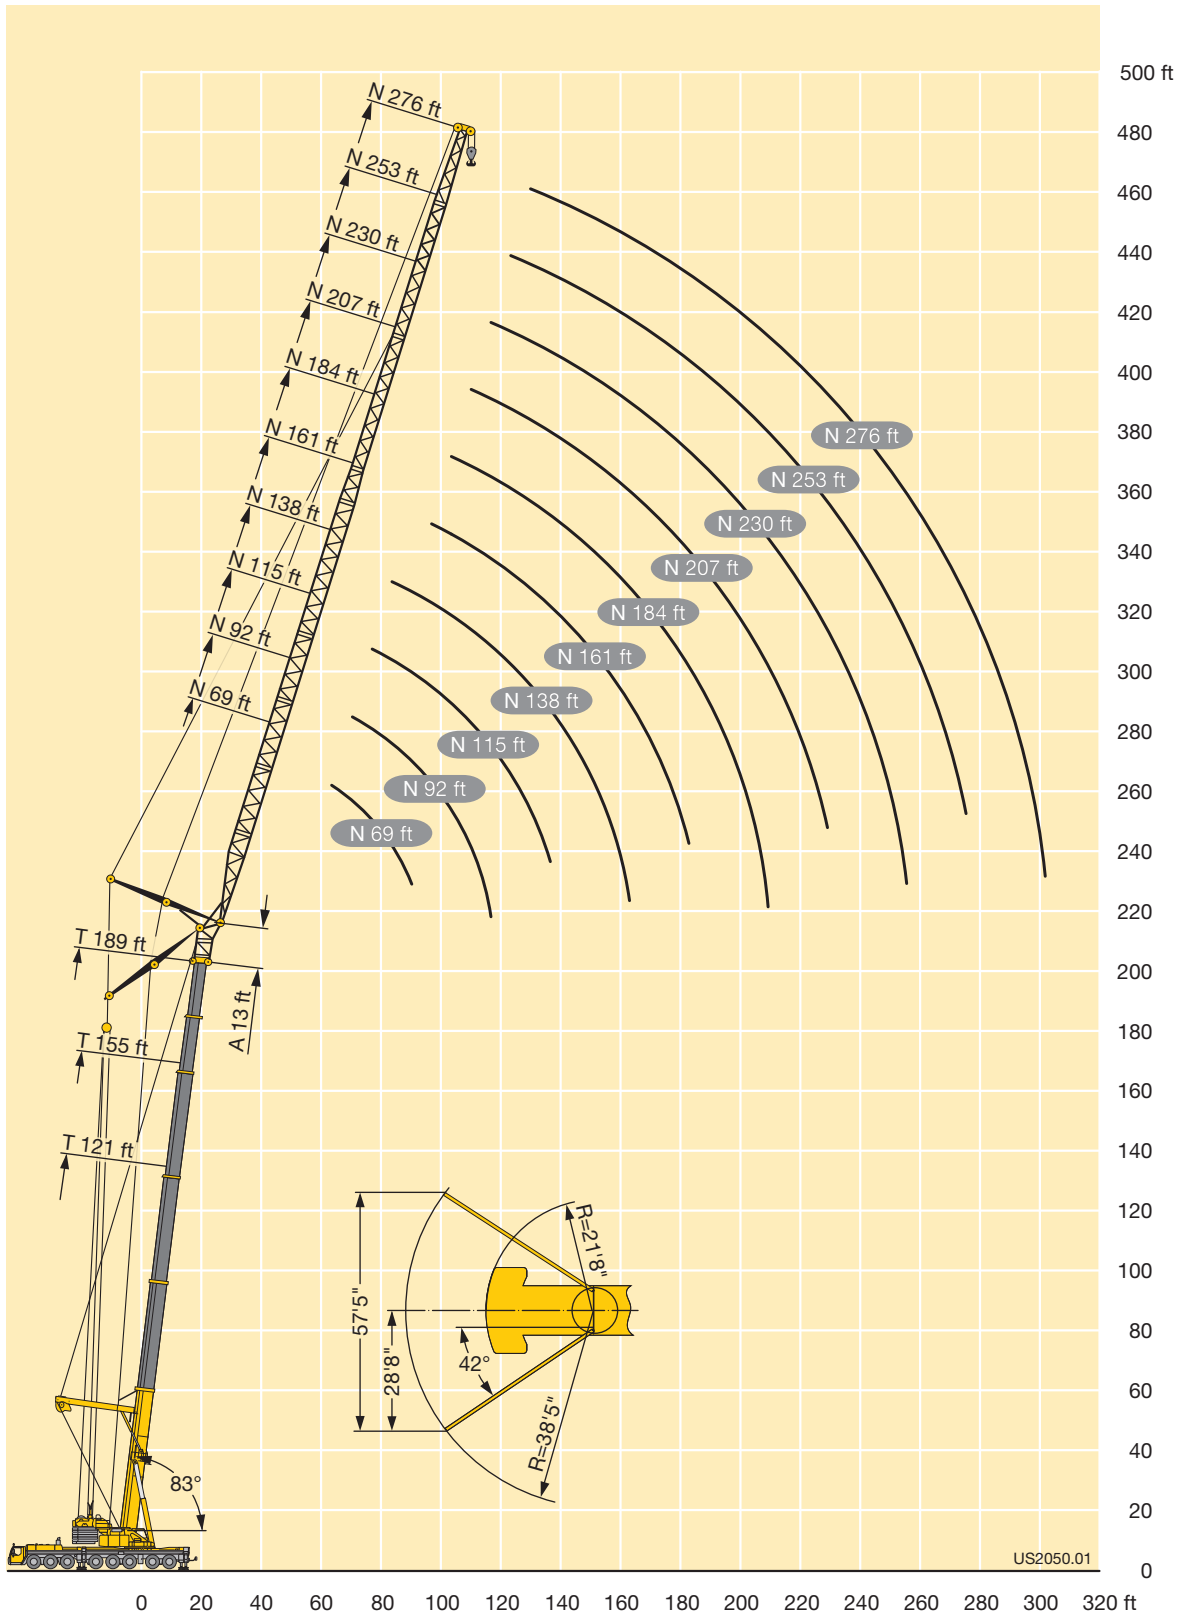 500 ft
480
460
440
420
400
380
360
340
320
300
280
260
240
220
200
180
160
140
120
100
80
60
40
20
0
N 276 ft
N 253 ft
N 230 ft
N 207 ft
N 184 ft
N 161 ft
N 138 ft
N 115 ft
N 92 ft
N 69 ft
N 276 ft
N 253 ft
N 230 ft
N 207 ft
N 184 ft
N 161 ft
N 138 ft
N 115 ft
N 92 ft
N 69 ft
T 189 ft
A 13 ft
T 155 ft
T 121 ft
83°
R=21'8"
57'5"
28'8"
42°
R=38'5"
US2050.01
0 20 40 60 80 100 120 140 160 180 200 220 240 260 280 300 320 ft